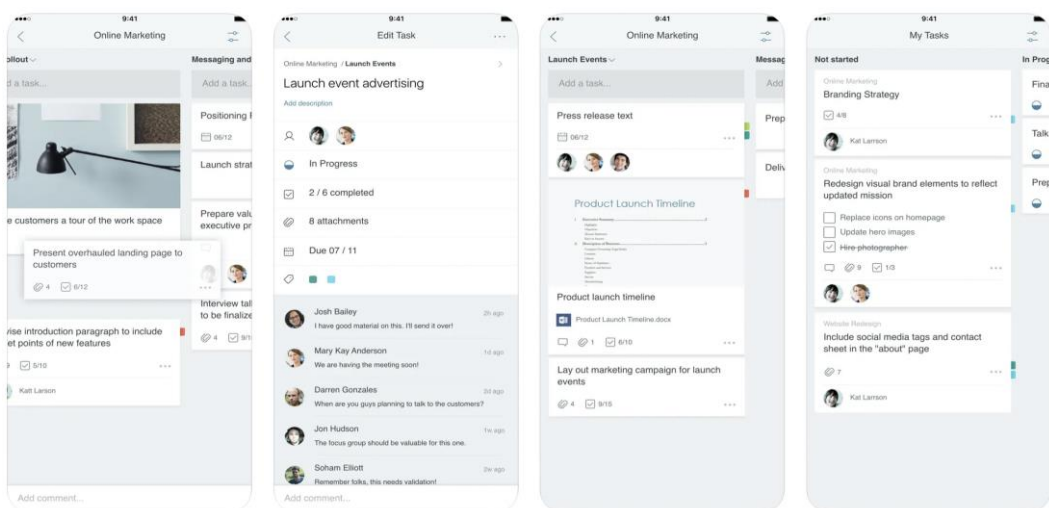 9:41
Online Marketing
ollout
Messaging and
d a task...
Add a task...
Positioning
06/12
Launch strat
e customers a tour of the work space
Prepare valu
executive pr
Present overhauled landing page to
customers
4 6/12
Interview tal
to be finalize
vise introduction paragraph to include
et points of new features
4 9/1
5/10
Katt Larson
Add comment...
9:41
Edit Task
Online Marketing / Launch Events
Launch event advertising
Add description
In Progress
2 / 6 completed
8 attachments
Due 07 / 11
Josh Bailey 2h ago
I have good material on this. I'll send it over!
Mary Kay Anderson 1d ago
We are having the meeting soon!
Darren Gonzales 3d ago
When are you guys planning to talk to the customers?
Jon Hudson 1w ago
The focus group should be valuable for this one.
Soham Elliott 2w ago
Remember folks, this needs validation!
Add comment...
9:41
Online Marketing
Launch Events
Messag
Add a task...
Add
Press release text
Prep
06/12
Deliv
Product Launch Timeline
Product launch timeline
Product Launch Timeline.docx
1 6/10
Lay out marketing campaign for launch
events
4 9/15
9:41
My Tasks
Not started
In Prog
Online Marketing
Branding Strategy
4/8
Kat Larrson
Fina
Talk
Online Marketing
Redesign visual brand elements to reflect
updated mission
Prep
Replace icons on homepage
Update hero images
Hire photographer
9 1/3
Website Redesign
Include social media tags and contact
sheet in the "about" page
7
Kat Larrson